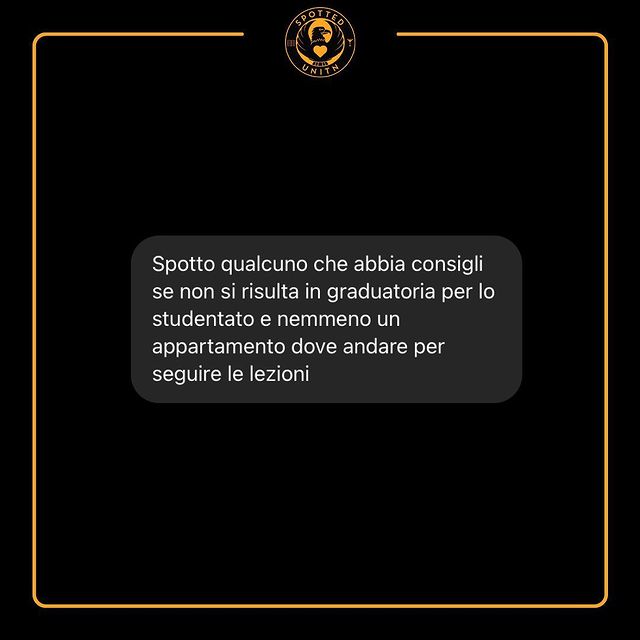 SPOTTED
UNITN
Spotto qualcuno che abbia consigli
se non si risulta in graduatoria per lo
studentato e nemmeno un
appartamento dove andare per
seguire le lezioni